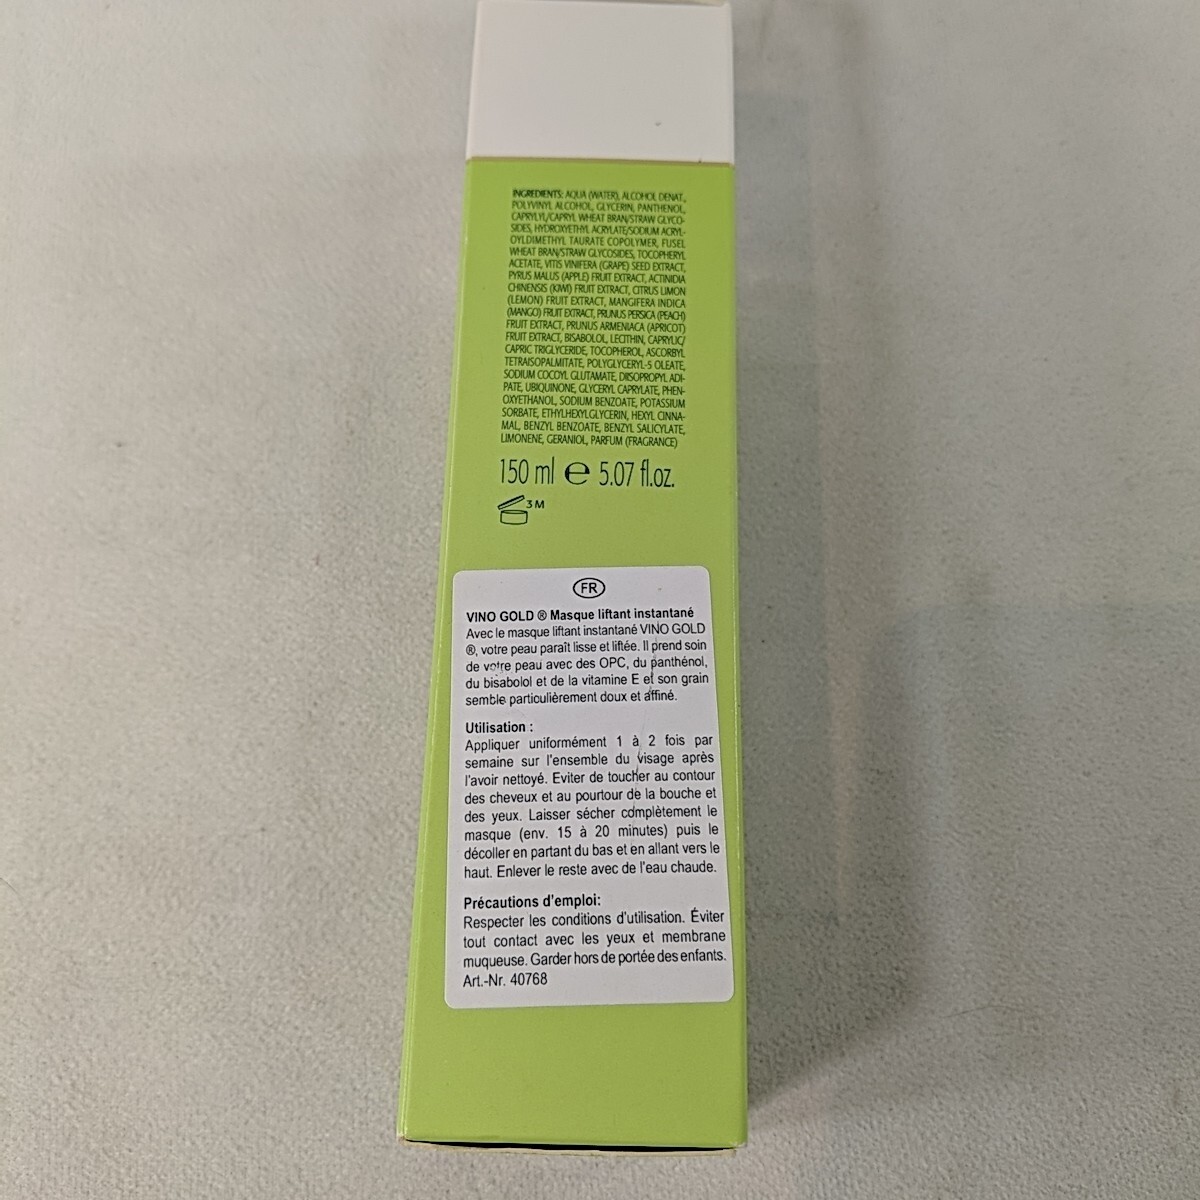 INGREDIENTS: AQUA (WATER), ALCOHOL DENAT.,
POLYVINYL ALCOHOL, GLYCERIN, PANTHENOL,
CAPRYLYL/CAPRYL WHEAT BRAN/STRAW GLYCO-
SIDES, HYDROXYETHYL ACRYLATE/SODIUM ACRYL-
OYLDIMETHYL TAURATE COPOLYMER, FUSEL
WHEAT BRAN/STRAW GLYCOSIDES, TOCOPHERYL
ACETATE, VITIS VINIFERA (GRAPE) SEED EXTRACT,
PYRUS MALUS (APPLE) FRUIT EXTRACT, ACTINIDIA
CHINENSIS (KIWI) FRUIT EXTRACT, CITRUS LIMON
(LEMON) FRUIT EXTRACT, MANGIFERA INDICA
(MANGO) FRUIT EXTRACT, PRUNUS PERSICA (PEACH)
FRUIT EXTRACT, PRUNUS ARMENIACA (APRICOT)
FRUIT EXTRACT, BISABOLOL, LECITHIN, CAPRYLIC/
CAPRIC TRIGLYCERIDE, TOCOPHEROL, ASCORBYL
TETRAISOPALMITATE, POLYGLYCERYL-5 OLEATE,
SODIUM COCOYL GLUTAMATE, DIISOPROPYL ADI-
PATE, UBIQUINONE, GLYCERYL CAPRYLATE, PHEN-
OXYETHANOL, SODIUM BENZOATE, POTASSIUM
SORBATE, ETHYLHEXYLGLYCERIN, HEXYL CINNA-
MAL, BENZYL BENZOATE, BENZYL SALICYLATE,
LIMONENE, GERANIOL, PARFUM (FRAGRANCE)
150 ml e 5.07 fl.oz.
3 M
FR
VINO GOLD ® Masque liftant instantané
Avec le masque liftant instantané VINO GOLD
®, votre peau paraît lisse et liftée. Il prend soin
de votre peau avec des OPC, du panthénol,
du bisabolol et de la vitamine E et son grain
semble particulièrement doux et affiné.
Utilisation :
Appliquer uniformément 1 à 2 fois par
semaine sur l'ensemble du visage après
l'avoir nettoyé. Eviter de toucher au contour
des cheveux et au pourtour de la bouche et
des yeux. Laisser sécher complètement le
masque (env. 15 à 20 minutes) puis le
décoller en partant du bas et en allant vers le
haut. Enlever le reste avec de l'eau chaude.
Précautions d'emploi:
Respecter les conditions d'utilisation. Éviter
tout contact avec les yeux et membrane
muqueuse. Garder hors de portée des enfants.
Art.-Nr. 40768